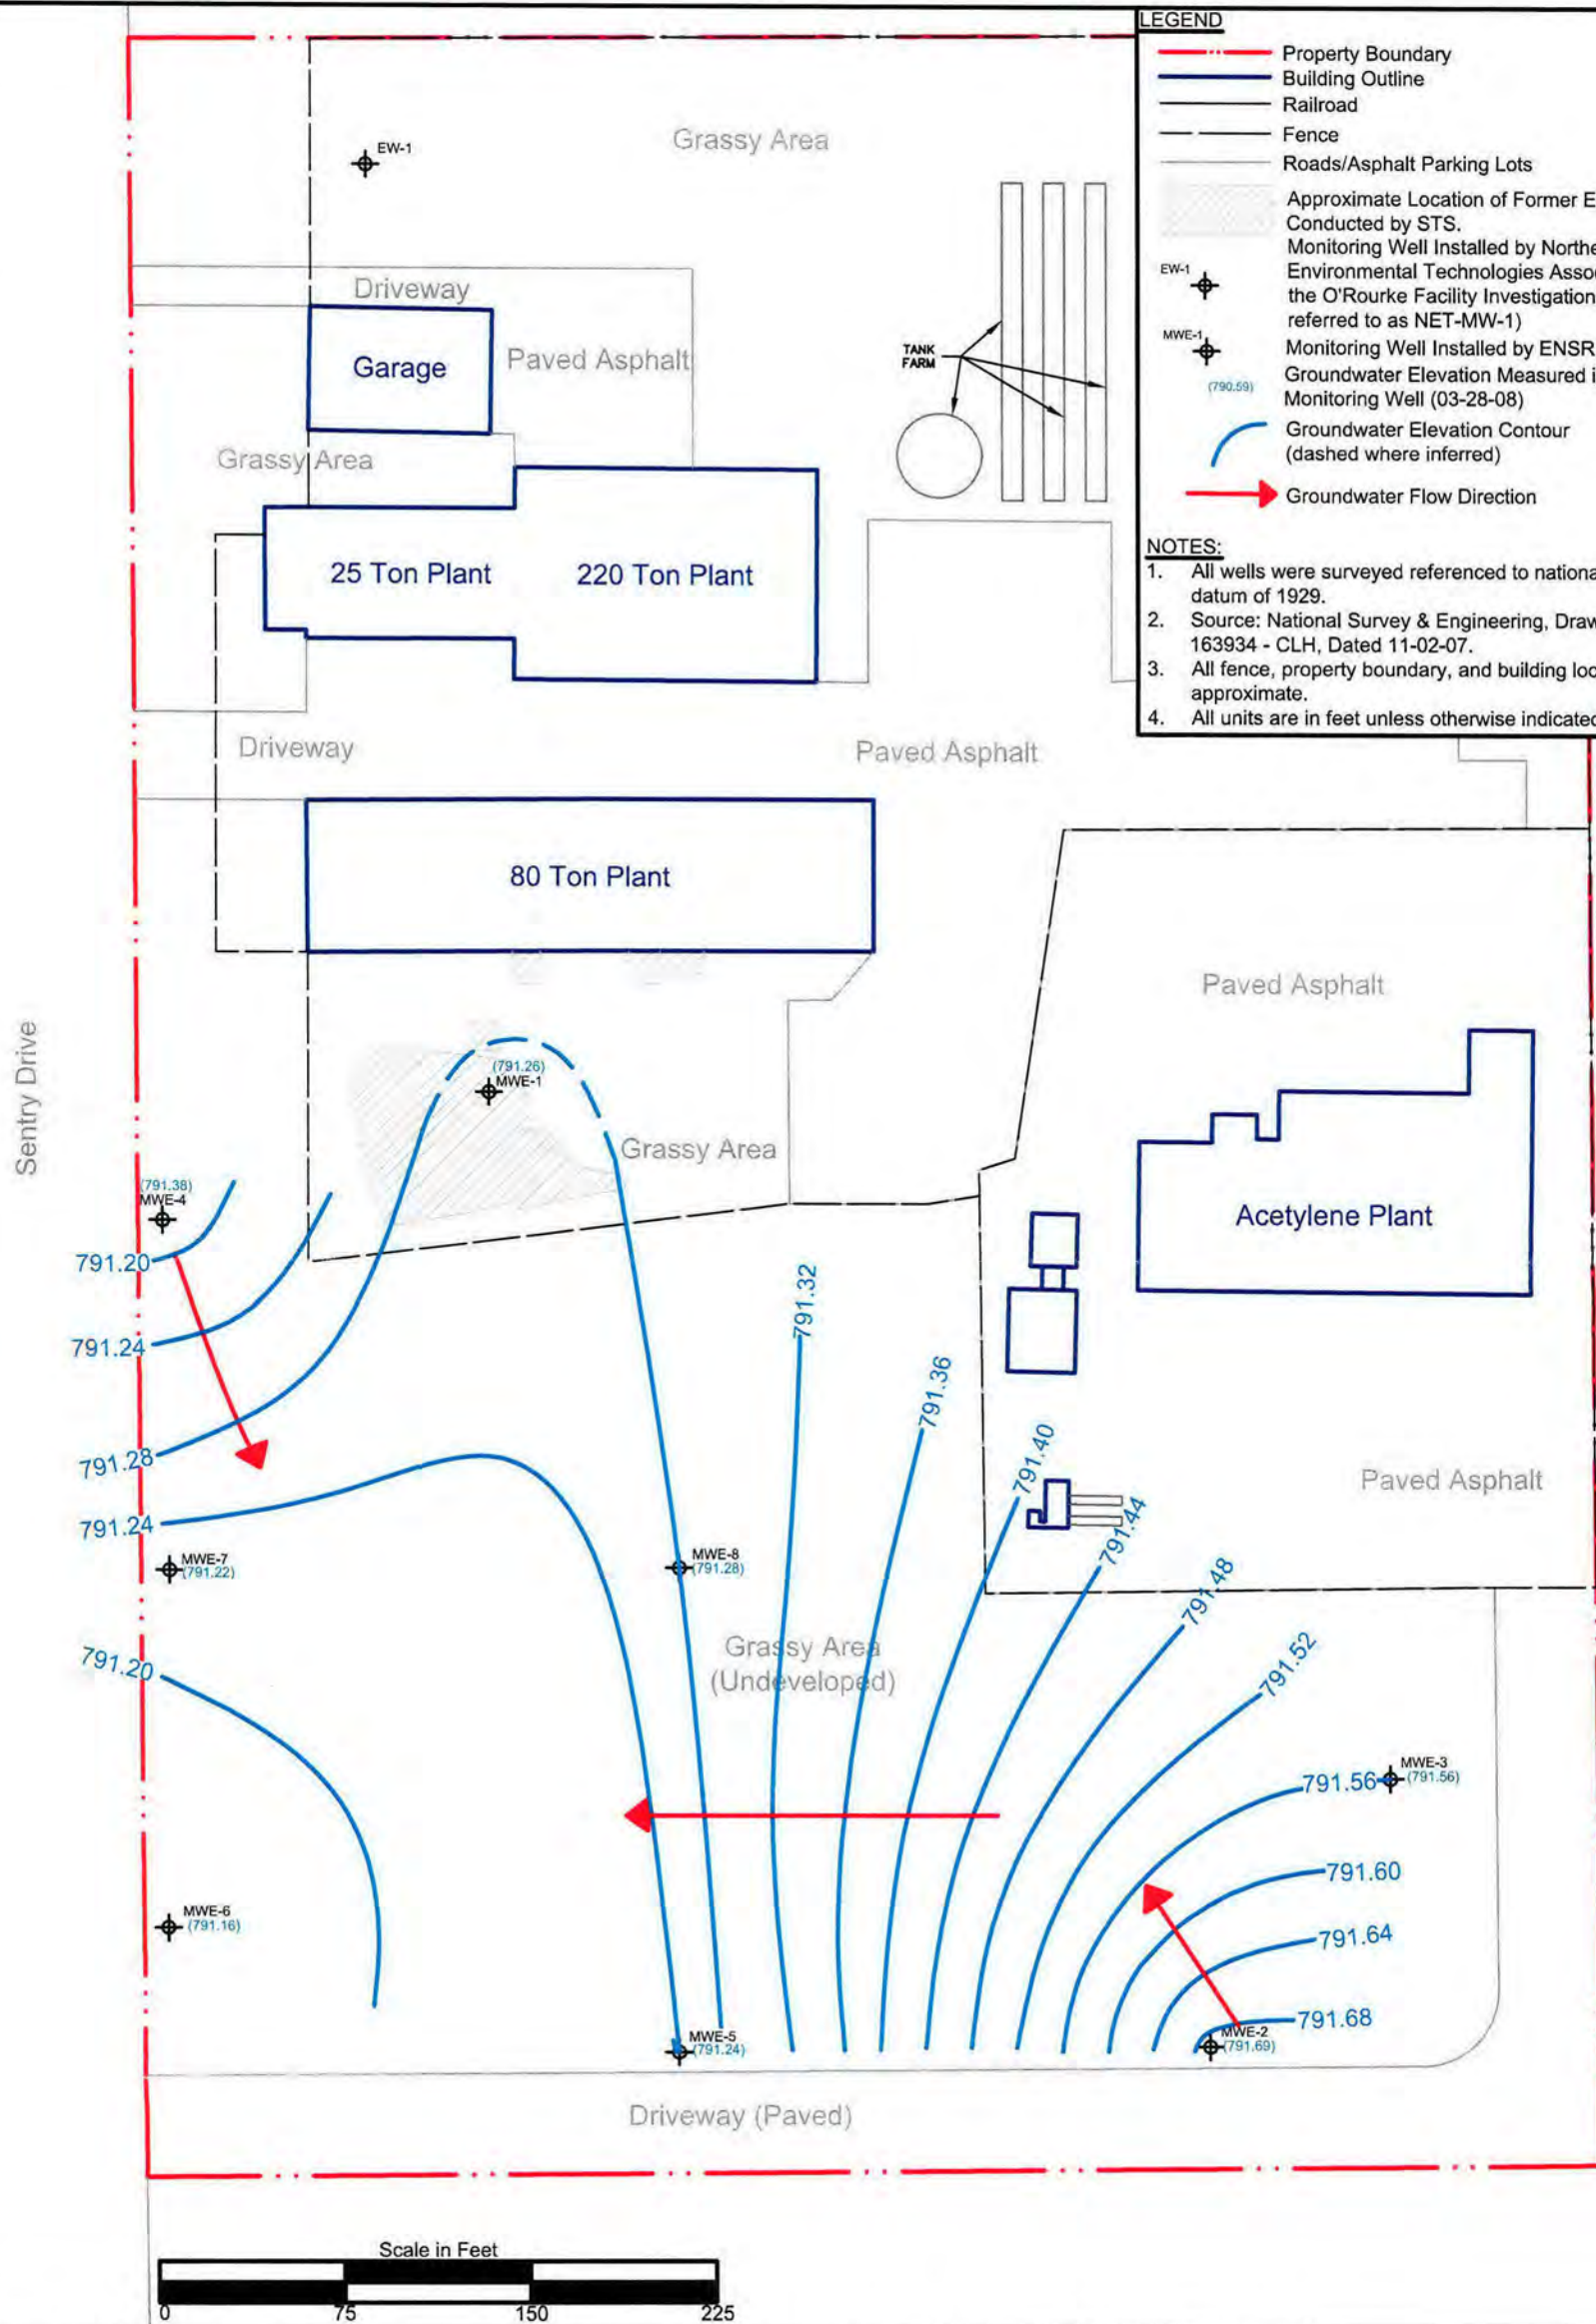 LEGEND
Property Boundary
Building Outline
Railroad
Fence
Roads/Asphalt Parking Lots
Approximate Location of Former E
Conducted by STS.
EW-1
Monitoring Well Installed by Northe
Environmental Technologies Asso
the O'Rourke Facility Investigation
referred to as NET-MW-1)
MWE-1
Monitoring Well Installed by ENSR
(790.59)
Groundwater Elevation Measured i
Monitoring Well (03-28-08)
Groundwater Elevation Contour
(dashed where inferred)
Groundwater Flow Direction
NOTES:
1. All wells were surveyed referenced to nationa
datum of 1929.
2. Source: National Survey & Engineering, Draw
163934 - CLH, Dated 11-02-07.
3. All fence, property boundary, and building loc
approximate.
4. All units are in feet unless otherwise indicated
EW-1
Grassy Area
Driveway
Garage
Paved Asphalt
TANK
FARM
Grassy Area
25 Ton Plant
220 Ton Plant
Driveway
Paved Asphalt
80 Ton Plant
Paved Asphalt
Sentry Drive
(791.26)
MWE-1
Grassy Area
(791.38)
MWE-4
Acetylene Plant
791.20
791.32
791.24
791.36
791.28
791.40
Paved Asphalt
791.24
791.44
MWE-7
(791.22)
MWE-8
(791.28)
791.48
791.20
Grassy Area
(Undeveloped)
791.52
MWE-3
791.56
(791.56)
791.60
MWE-6
(791.16)
791.64
791.68
MWE-5
(791.24)
MWE-2
(791.69)
Driveway (Paved)
Scale in Feet
0
75
150
225